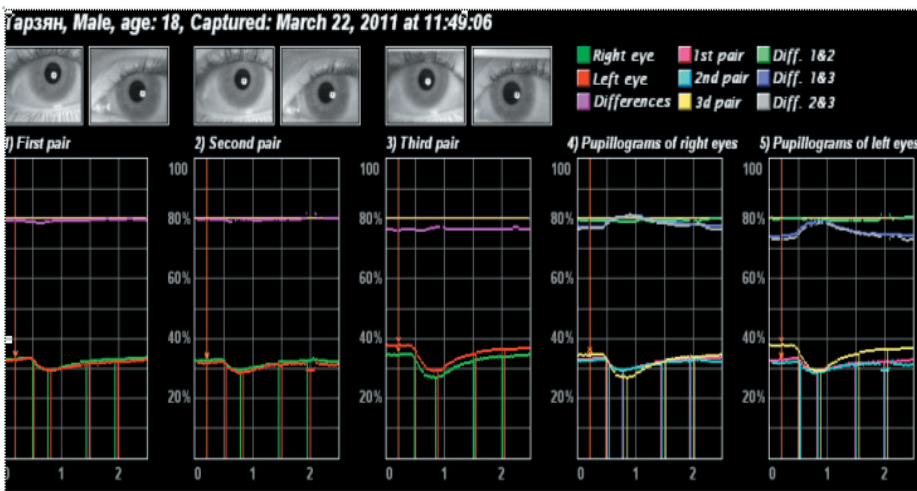 Тарзян, Male, age: 18, Captured: March 22, 2011 at 11:49:06
Right eye 1st pair Diff. 1&2
Left eye 2nd pair Diff. 1&3
Differences 3d pair Diff. 2&3
1) First pair 2) Second pair 3) Third pair 4) Pupillograms of right eyes 5) Pupillograms of left eyes
100 100 100 100
80% 80% 80% 80%
60% 60% 60% 60%
40% 40% 40% 40%
20% 20% 20% 20%
0 1 2 0 1 2 0 1 2 0 1 2 0 1 2